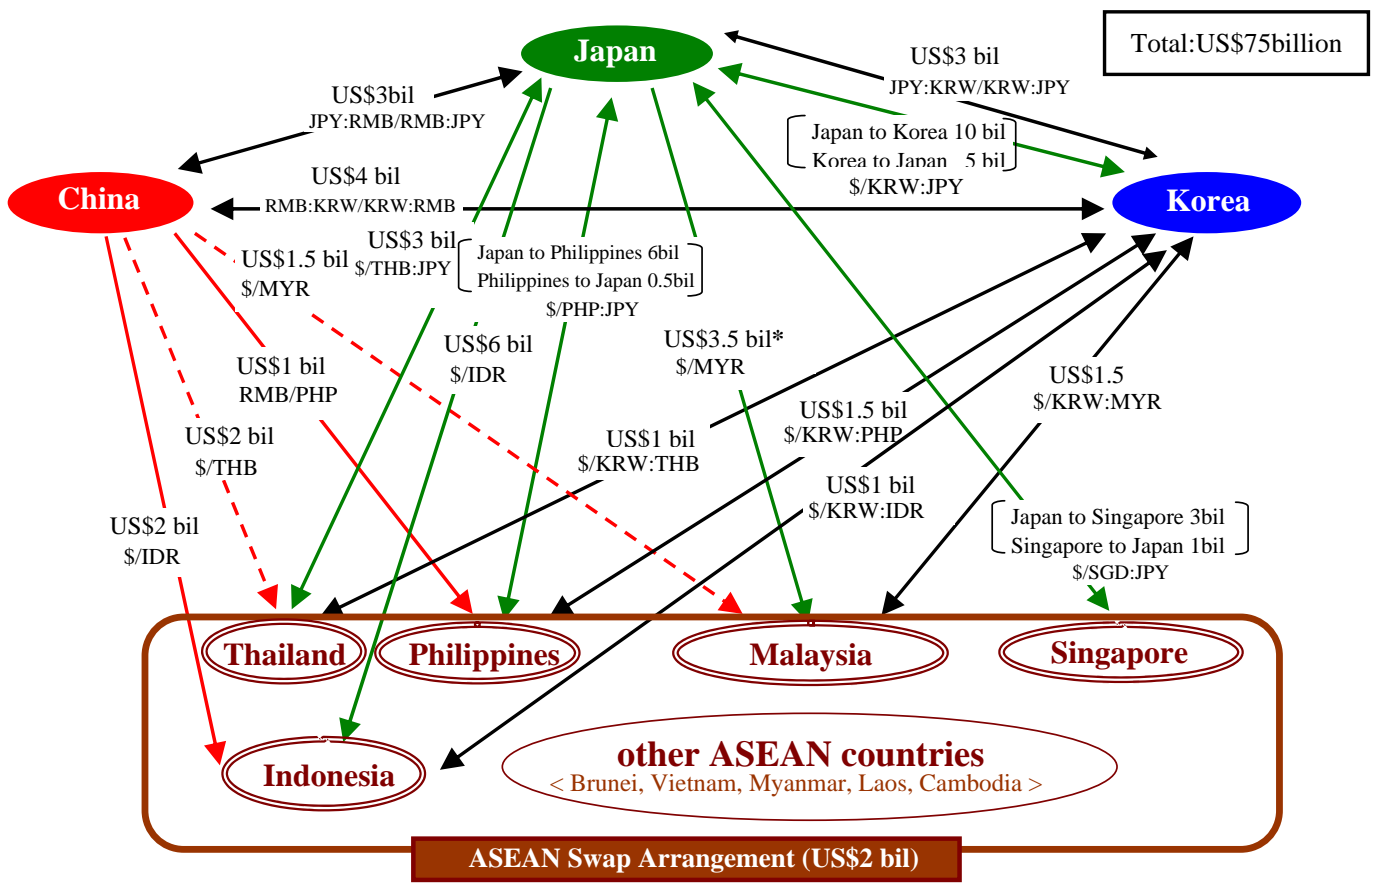 Japan
Total:US$75billion
US$3 bil
JPY:KRW/KRW:JPY
US$3bil
JPY:RMB/RMB:JPY
Japan to Korea 10 bil
Korea to Japan 5 bil
$/KRW:JPY
China
US$4 bil
RMB:KRW/KRW:RMB
Korea
US$3 bil
$/THB:JPY
US$1.5 bil
$/MYR
Japan to Philippines 6bil
Philippines to Japan 0.5bil
$/PHP:JPY
US$6 bil
$/IDR
US$3.5 bil*
$/MYR
US$1 bil
RMB/PHP
US$1.5
$/KRW:MYR
US$1.5 bil
$/KRW:PHP
US$2 bil
$/THB
US$1 bil
$/KRW:THB
US$1 bil
$/KRW:IDR
US$2 bil
$/IDR
Japan to Singapore 3bil
Singapore to Japan 1bil
$/SGD:JPY
Thailand
Philippines
Malaysia
Singapore
Indonesia
other ASEAN countries
< Brunei, Vietnam, Myanmar, Laos, Cambodia >
ASEAN Swap Arrangement (US$2 bil)